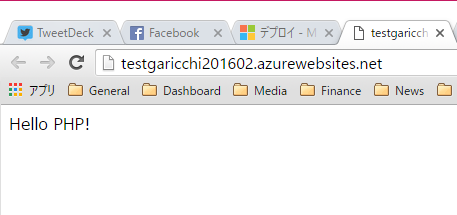 TweetDeck Facebook デプロイ - M testgaricch
testgaricchi201602.azurewebsites.net
アプリ General Dashboard Media Finance News
Hello PHP!